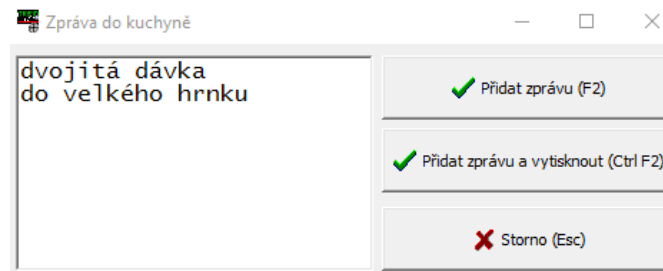 Zpráva do kuchyně
dvojitá dávka
do velkého hrnku
Přidat zprávu (F2)
Přidat zprávu a vytisknout (Ctrl F2)
Storno (Esc)